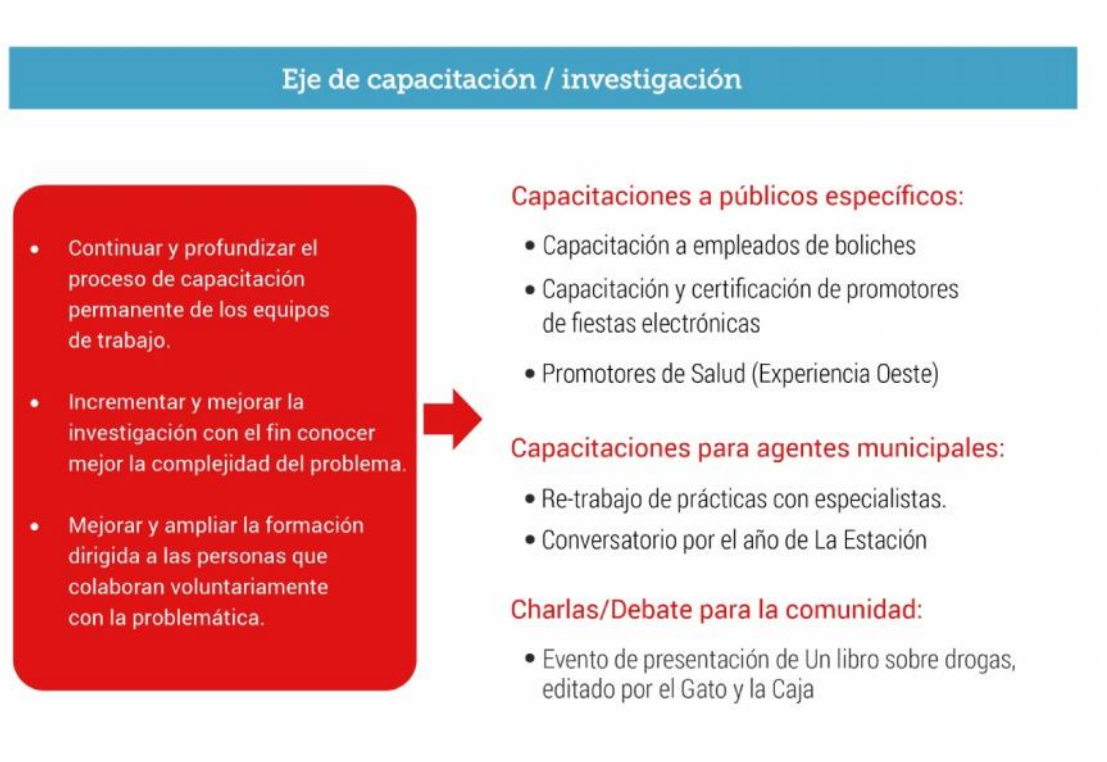 Eje de capacitación / investigación
• Continuar y profundizar el
proceso de capacitación
permanente de los equipos
de trabajo.
• Incrementar y mejorar la
investigación con el fin conocer
mejor la complejidad del problema.
• Mejorar y ampliar la formación
dirigida a las personas que
colaboran voluntariamente
con la problemática.
Capacitaciones a públicos específicos:
• Capacitación a empleados de boliches
• Capacitación y certificación de promotores
de fiestas electrónicas
• Promotores de Salud (Experiencia Oeste)
Capacitaciones para agentes municipales:
• Re-trabajo de prácticas con especialistas.
• Conversatorio por el año de La Estación
Charlas/Debate para la comunidad:
• Evento de presentación de Un libro sobre drogas,
editado por el Gato y la Caja